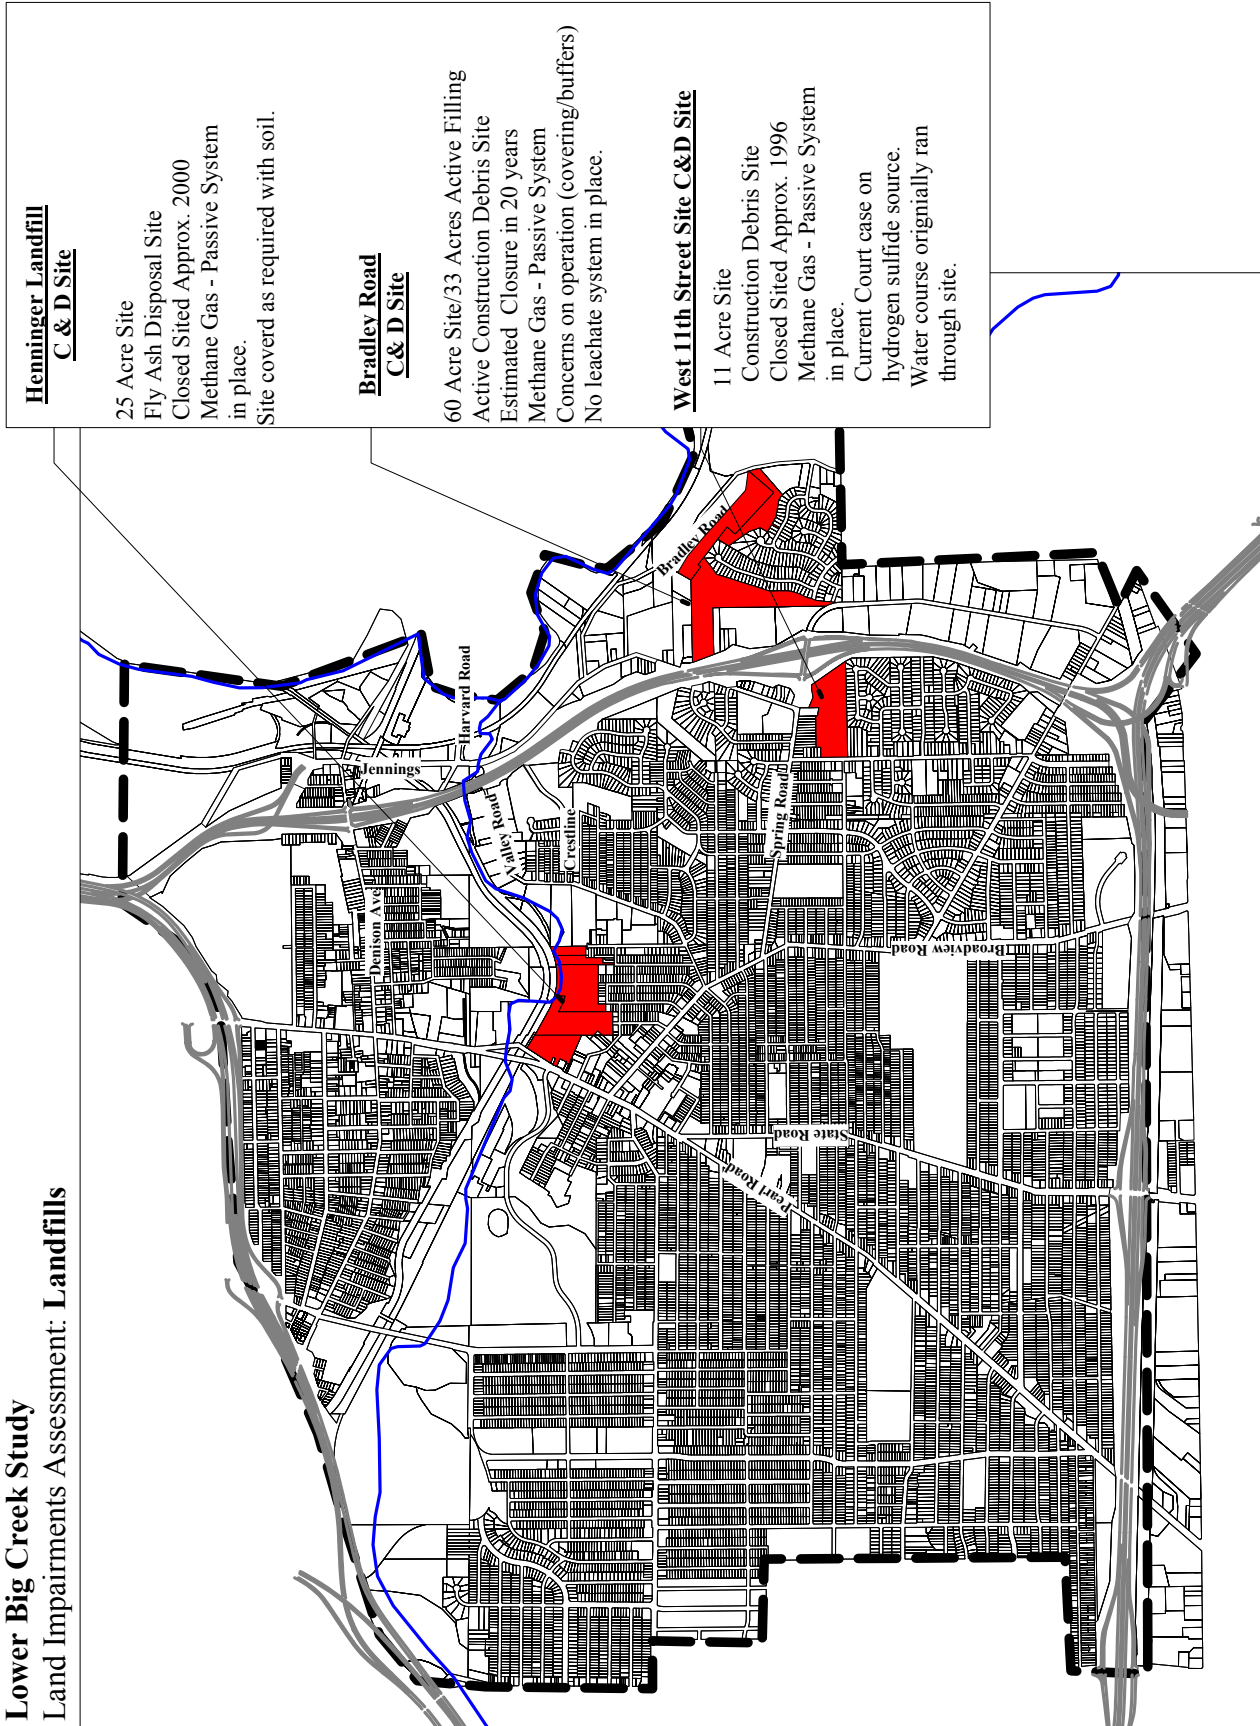 Lower Big Creek Study
Land Impairments Assessment: Landfills
Henninger Landfill
C & D Site
25 Acre Site
Fly Ash Disposal Site
Closed Sited Approx. 2000
Methane Gas - Passive System
in place.
Site coverd as required with soil.
Bradley Road
C& D Site
60 Acre Site/33 Acres Active Filling
Active Construction Debris Site
Estimated Closure in 20 years
Methane Gas - Passive System
Concerns on operation (covering/buffers)
No leachate system in place.
West 11th Street Site C&D Site
11 Acre Site
Construction Debris Site
Closed Sited Approx. 1996
Methane Gas - Passive System
in place.
Current Court case on
hydrogen sulfide source.
Water course orignially ran
through site.
Harvard Road
Jennings
Denison Ave
Valley Road
Crestline
Bradley Road
Spring Road
Broadview Road
State Road
Pearl Road